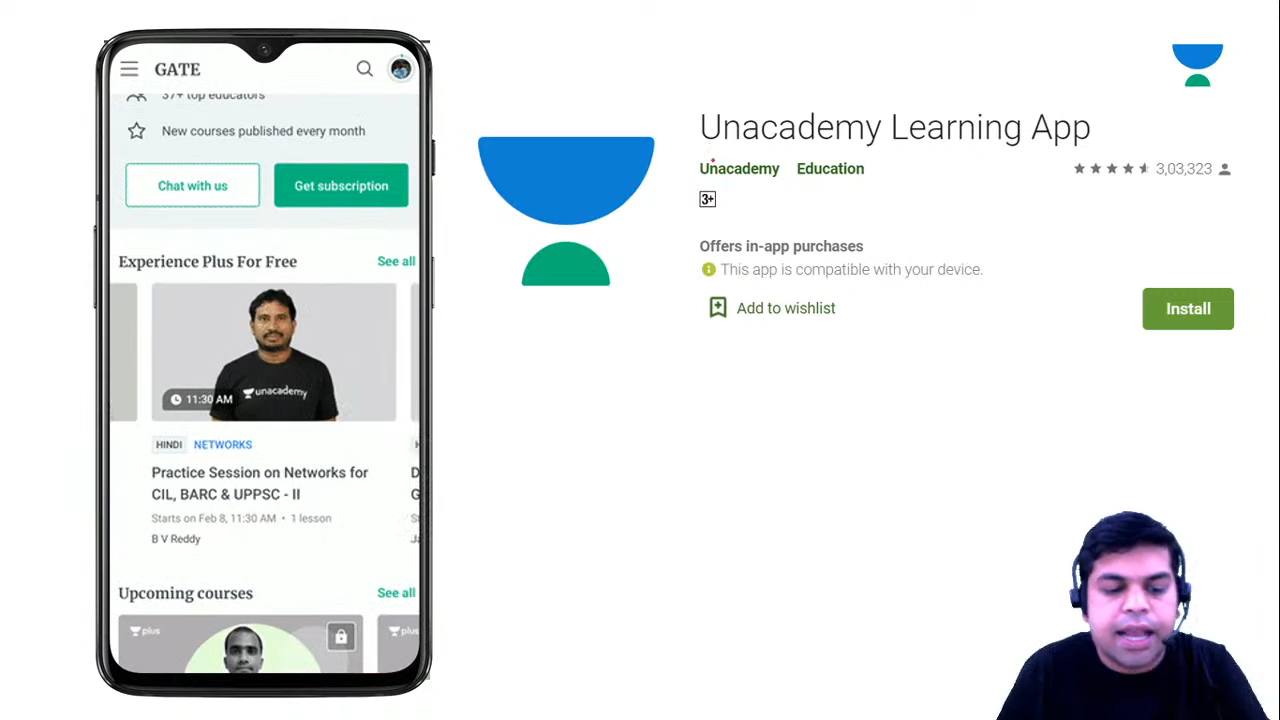 GATE
37+ top educators
New courses published every month
Chat with us
Get subscription
Experience Plus For Free
See all
11:30 AM
unacademy
HINDI NETWORKS
Practice Session on Networks for
CIL, BARC & UPPSC - II
Starts on Feb 8, 11:30 AM • 1 lesson
B V Reddy
Upcoming courses
See all
plus
plus
Unacademy Learning App
Unacademy Education
3,03,323
3+
Offers in-app purchases
This app is compatible with your device.
Add to wishlist
Install